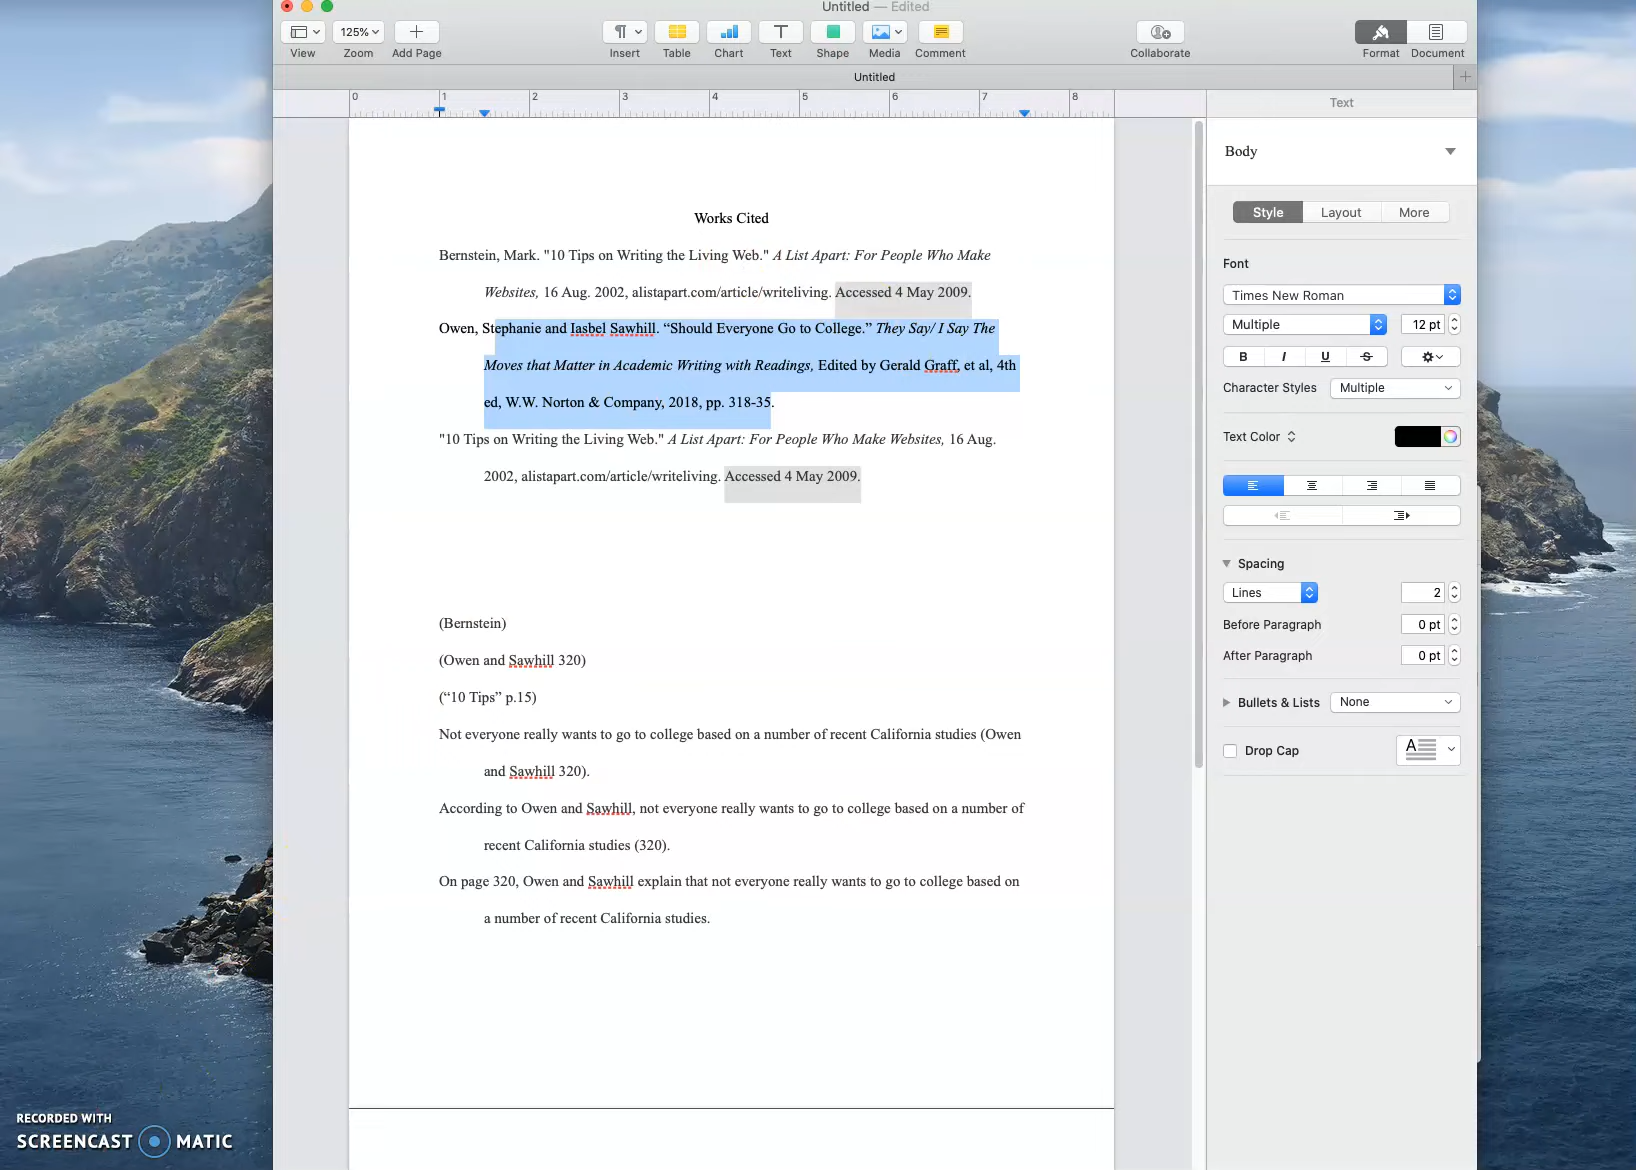 Untitled — Edited
125%
View
Zoom
Add Page
Insert
Table
Chart
Text
Shape
Media
Comment
Collaborate
Format
Document
Untitled
0 1 2 3 4 5 6 7 8
Text
Body
Style
Layout
More
Font
Times New Roman
Multiple
12 pt
B I U S
Character Styles
Multiple
Text Color
Spacing
Lines
2
Before Paragraph
0 pt
After Paragraph
0 pt
Bullets & Lists
None
Drop Cap
A
Works Cited
Bernstein, Mark. "10 Tips on Writing the Living Web." A List Apart: For People Who Make
Websites, 16 Aug. 2002, alistapart.com/article/writeliving. Accessed 4 May 2009.
Owen, Stephanie and Iasbel Sawhill. “Should Everyone Go to College.” They Say/ I Say The
Moves that Matter in Academic Writing with Readings, Edited by Gerald Graff, et al, 4th
ed, W.W. Norton & Company, 2018, pp. 318-35.
"10 Tips on Writing the Living Web." A List Apart: For People Who Make Websites, 16 Aug.
2002, alistapart.com/article/writeliving. Accessed 4 May 2009.
(Bernstein)
(Owen and Sawhill 320)
(“10 Tips” p.15)
Not everyone really wants to go to college based on a number of recent California studies (Owen
and Sawhill 320).
According to Owen and Sawhill, not everyone really wants to go to college based on a number of
recent California studies (320).
On page 320, Owen and Sawhill explain that not everyone really wants to go to college based on
a number of recent California studies.
RECORDED WITH
SCREENCAST MATIC